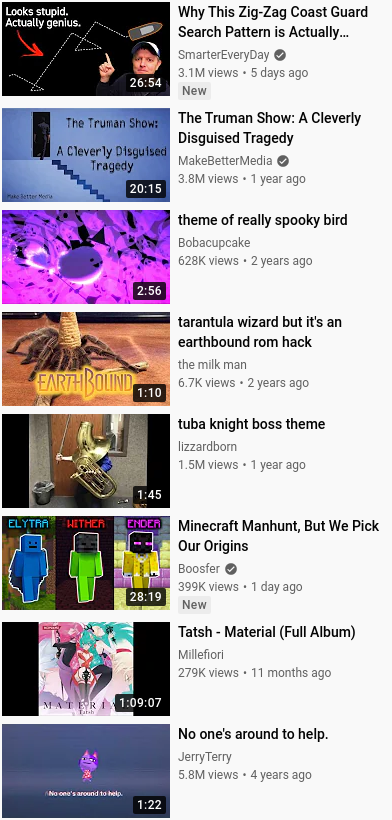 Looks stupid.
Actually genius.
26:54
Why This Zig-Zag Coast Guard
Search Pattern is Actually…
SmarterEveryDay
3.1M views • 5 days ago
New
The Truman Show:
A Cleverly Disguised
Tragedy
Make Better Media
20:15
The Truman Show: A Cleverly
Disguised Tragedy
MakeBetterMedia
3.8M views • 1 year ago
2:56
theme of really spooky bird
Bobacupcake
628K views • 2 years ago
EARTHBOUND
1:10
tarantula wizard but it's an
earthbound rom hack
the milk man
6.7K views • 2 years ago
1:45
tuba knight boss theme
lizzardborn
1.5M views • 1 year ago
ELYTRA WITHER ENDER
28:19
Minecraft Manhunt, But We Pick
Our Origins
Boosfer
399K views • 1 day ago
New
MATERIA
Tatsh
1:09:07
Tatsh - Material (Full Album)
Millefiori
279K views • 11 months ago
No one's around to help.
1:22
No one's around to help.
JerryTerry
5.8M views • 4 years ago